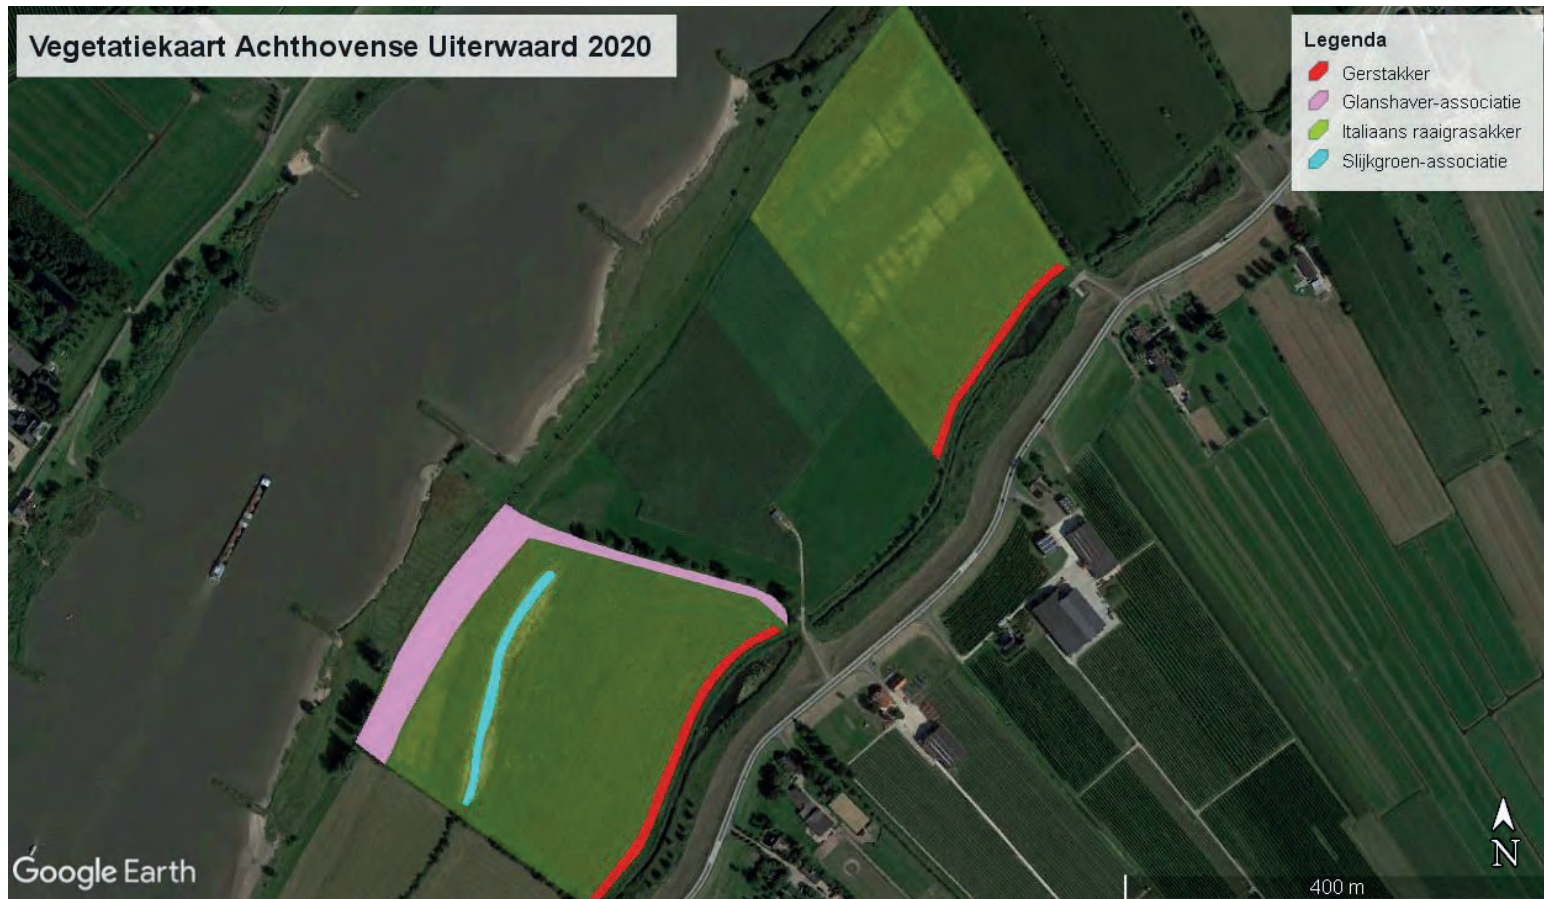 Vegetatiekaart Achthovense Uiterwaard 2020
Legenda
Gerstakker
Glanshaver-associatie
Italiaans raaigrasakker
Slijkgroen-associatie
N
Google Earth
400 m